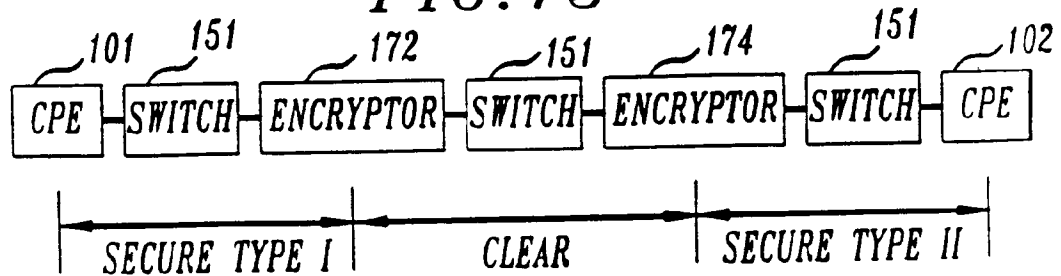 101 151 172 151 174 151 102
CPE SWITCH ENCRYPTOR SWITCH ENCRYPTOR SWITCH CPE
SECURE TYPE I CLEAR SECURE TYPE II